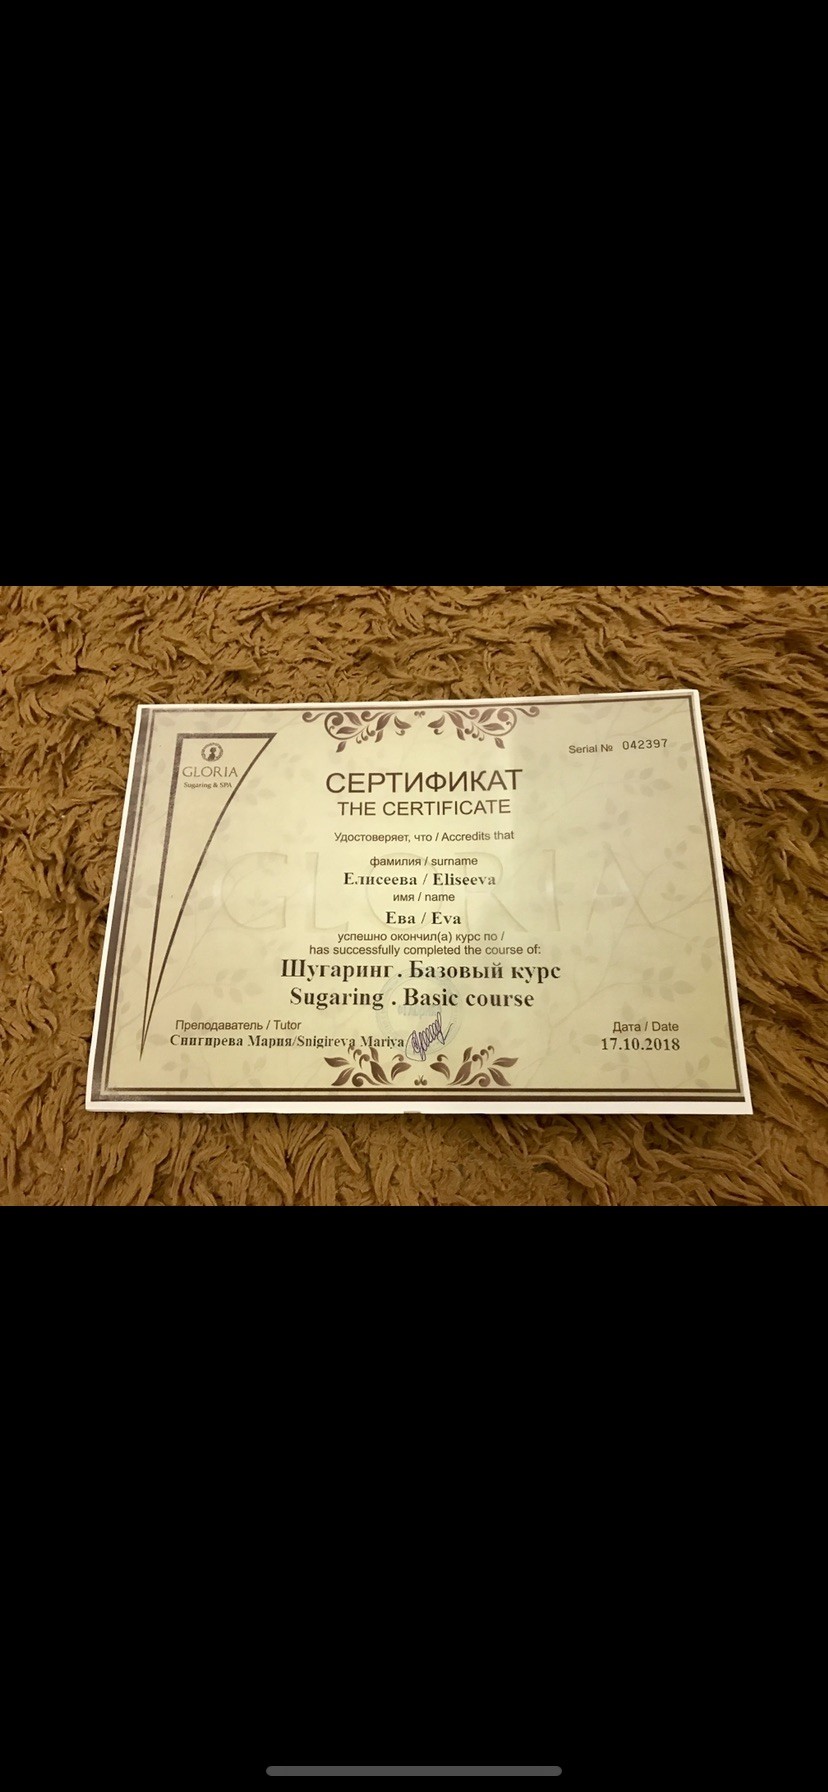 GLORIA
Sugaring & SPA
Serial № 042397
СЕРТИФИКАТ
THE CERTIFICATE
Удостоверяет, что / Accredits that
фамилия / surname
Елисеева / Eliseeva
имя / name
Ева / Eva
успешно окончил(а) курс по /
has successfully completed the course of:
Шугаринг . Базовый курс
Sugaring . Basic course
Преподаватель / Tutor
Снигирева Мария/Snigireva Mariya
Дата / Date
17.10.2018
GLORIA